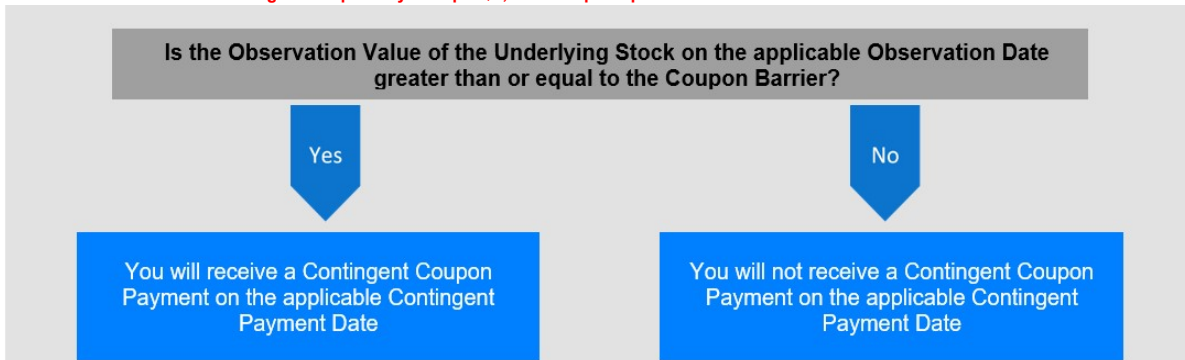 Is the Observation Value of the Underlying Stock on the applicable Observation Date
greater than or equal to the Coupon Barrier?
Yes
No
You will receive a Contingent Coupon
Payment on the applicable Contingent
Payment Date
You will not receive a Contingent Coupon
Payment on the applicable Contingent
Payment Date